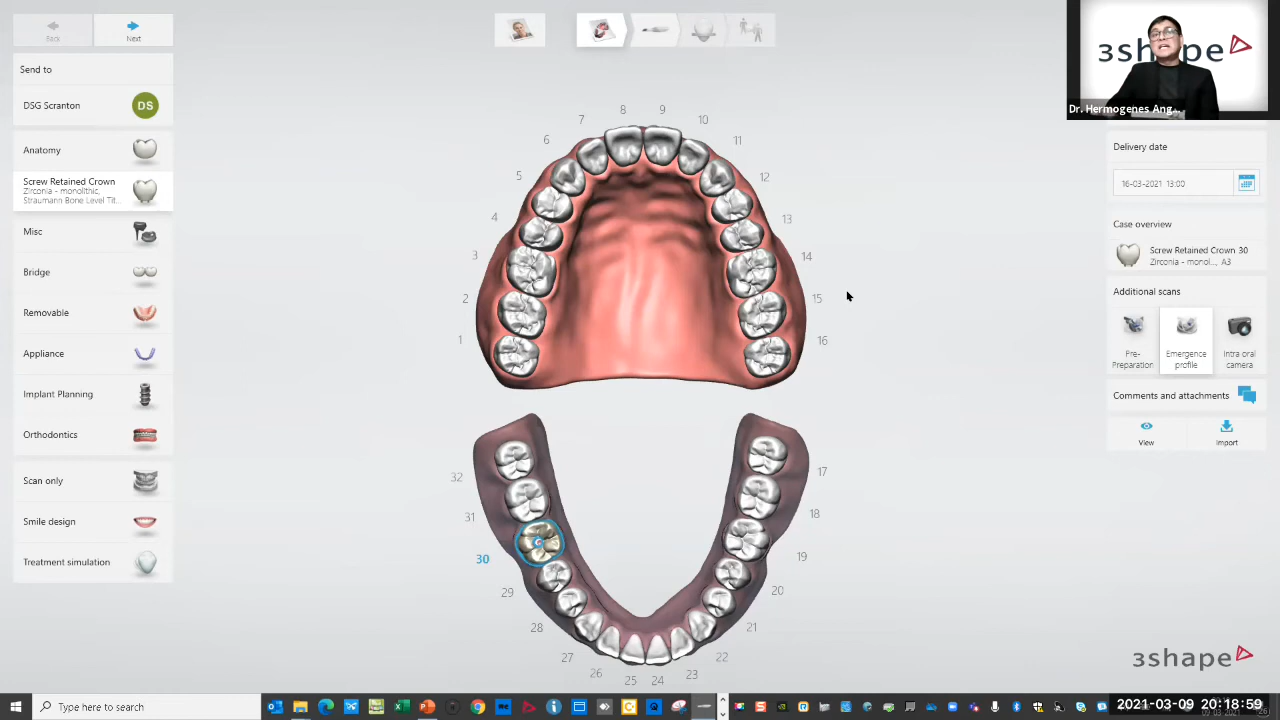 Back
Next
Send to
DSG Scranton
DS
Anatomy
Screw Retained Crown
Zirconia - monolithic,
Straumann Bone Level Tit...
Misc
Bridge
Removable
Appliance
Implant Planning
Orthodontics
Scan only
Smile design
Treatment simulation
8
9
7
10
6
11
5
12
4
13
3
14
2
15
1
16
32
17
31
18
30
19
29
20
28
21
27
22
26
23
25
24
3shape
Dr. Hermogenes Ang...
Delivery date
16-03-2021 13:00
Case overview
Screw Retained Crown 30
Zirconia - monol..., A3
Additional scans
Pre-
Preparation
Emergence
profile
Intra oral
camera
Comments and attachments
View
Import
3shape
Type here to search
2021-03-09 20:18:59